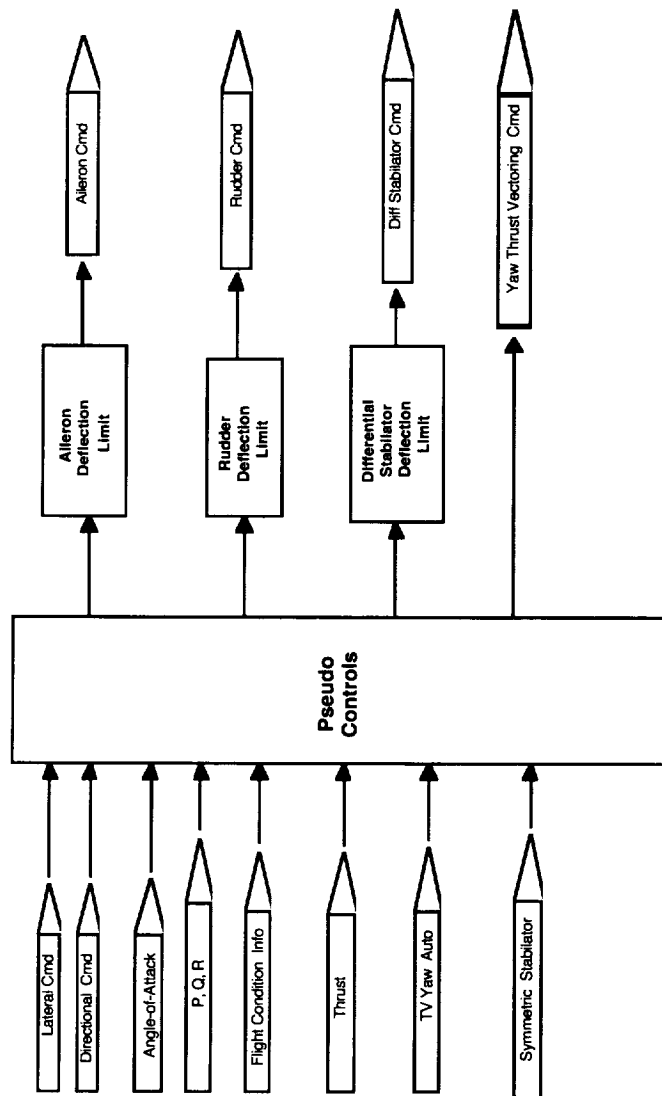 Lateral Cmd
Directional Cmd
Angle-of-Attack
P, Q, R
Flight Condition Info
Thrust
TV Yaw Auto
Symmetric Stabilator
Pseudo
Controls
Aileron
Deflection
Limit
Rudder
Deflection
Limit
Differential
Stabilator
Deflection
Limit
Aileron Cmd
Rudder Cmd
Diff Stabilator Cmd
Yaw Thrust Vectoring Cmd